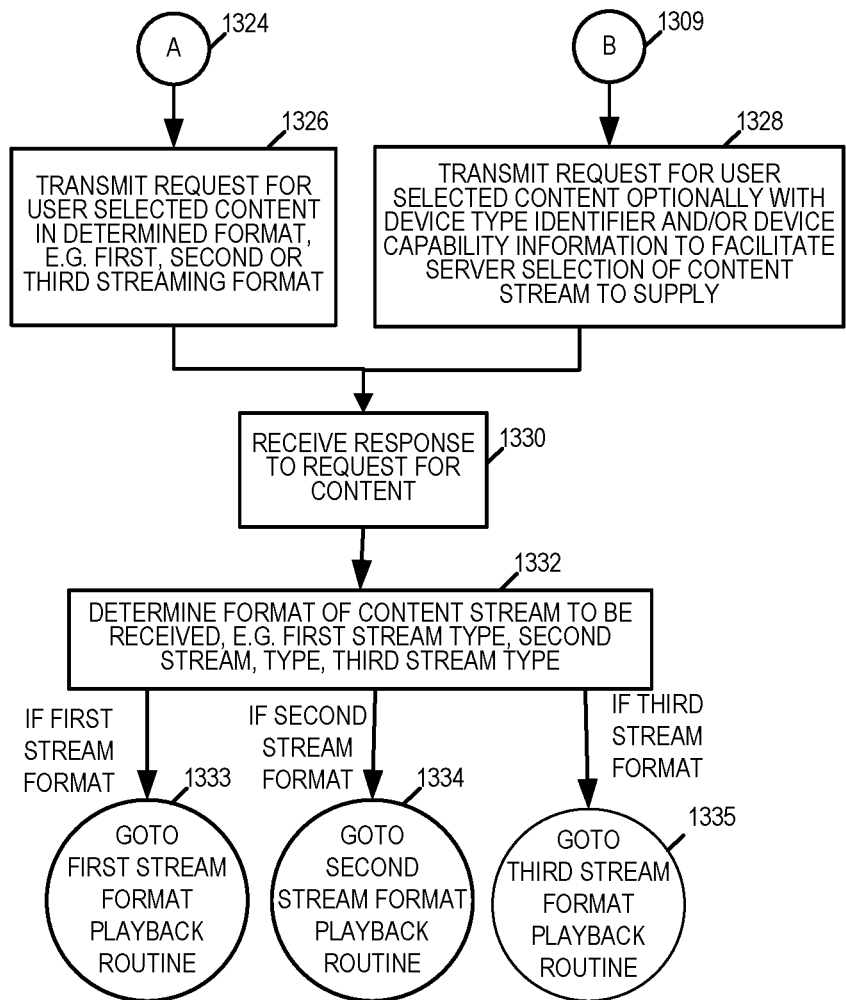 A
1324
B
1309
1326
TRANSMIT REQUEST FOR
USER SELECTED CONTENT
IN DETERMINED FORMAT,
E.G. FIRST, SECOND OR
THIRD STREAMING FORMAT
1328
TRANSMIT REQUEST FOR USER
SELECTED CONTENT OPTIONALLY WITH
DEVICE TYPE IDENTIFIER AND/OR DEVICE
CAPABILITY INFORMATION TO FACILITATE
SERVER SELECTION OF CONTENT
STREAM TO SUPPLY
1330
RECEIVE RESPONSE
TO REQUEST FOR
CONTENT
1332
DETERMINE FORMAT OF CONTENT STREAM TO BE
RECEIVED, E.G. FIRST STREAM TYPE, SECOND
STREAM, TYPE, THIRD STREAM TYPE
IF FIRST
STREAM
FORMAT
IF SECOND
STREAM
FORMAT
IF THIRD
STREAM
FORMAT
1333
GOTO
FIRST STREAM
FORMAT
PLAYBACK
ROUTINE
1334
GOTO
SECOND
STREAM FORMAT
PLAYBACK
ROUTINE
1335
GOTO
THIRD STREAM
FORMAT
PLAYBACK
ROUTINE